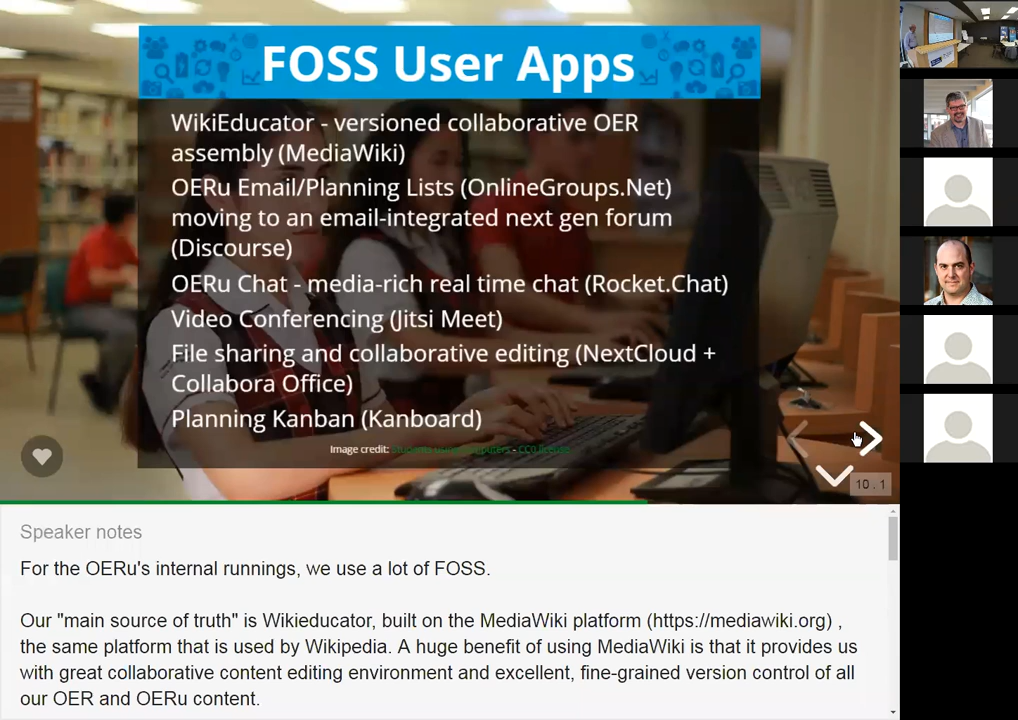 FOSS User Apps
WikiEducator - versioned collaborative OER
assembly (MediaWiki)
OERu Email/Planning Lists (OnlineGroups.Net)
moving to an email-integrated next gen forum
(Discourse)
OERu Chat - media-rich real time chat (Rocket.Chat)
Video Conferencing (Jitsi Meet)
File sharing and collaborative editing (NextCloud +
Collabora Office)
Planning Kanban (Kanboard)
Image credit: Students using computers - CC0 license
10.1
Speaker notes
For the OERu's internal runnings, we use a lot of FOSS.
Our "main source of truth" is Wikieducator, built on the MediaWiki platform (https://mediawiki.org) ,
the same platform that is used by Wikipedia. A huge benefit of using MediaWiki is that it provides us
with great collaborative content editing environment and excellent, fine-grained version control of all
our OER and OERu content.